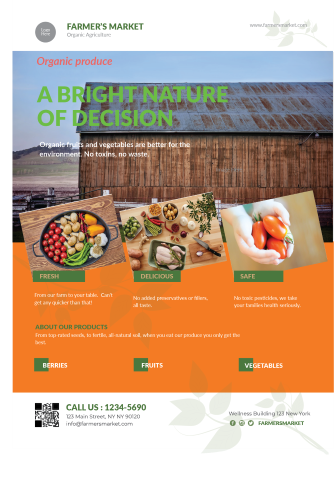 Logo
Here
FARMER'S MARKET
Organic Agriculture
www.farmersmarket.com
Organic produce
A BRIGHT NATURE
OF DECISION
Organic fruits and vegetables are better for the
environment. No toxins, no waste.
FRESH
DELICIOUS
SAFE
From our farm to your table. Can't
get any quicker than that!
No added preservatives or fillers,
all taste.
No toxic pesticides, we take
your families health seriously.
ABOUT OUR PRODUCTS
From top-rated seeds, to fertile, all-natural soil, when you eat our produce you only get the
best.
BERRIES
FRUITS
VEGETABLES
CALL US : 1234-5690
123 Main Street, NY NY 90120
info@farmersmarket.com
Wellness Building 123 New York
FARMERSMARKET